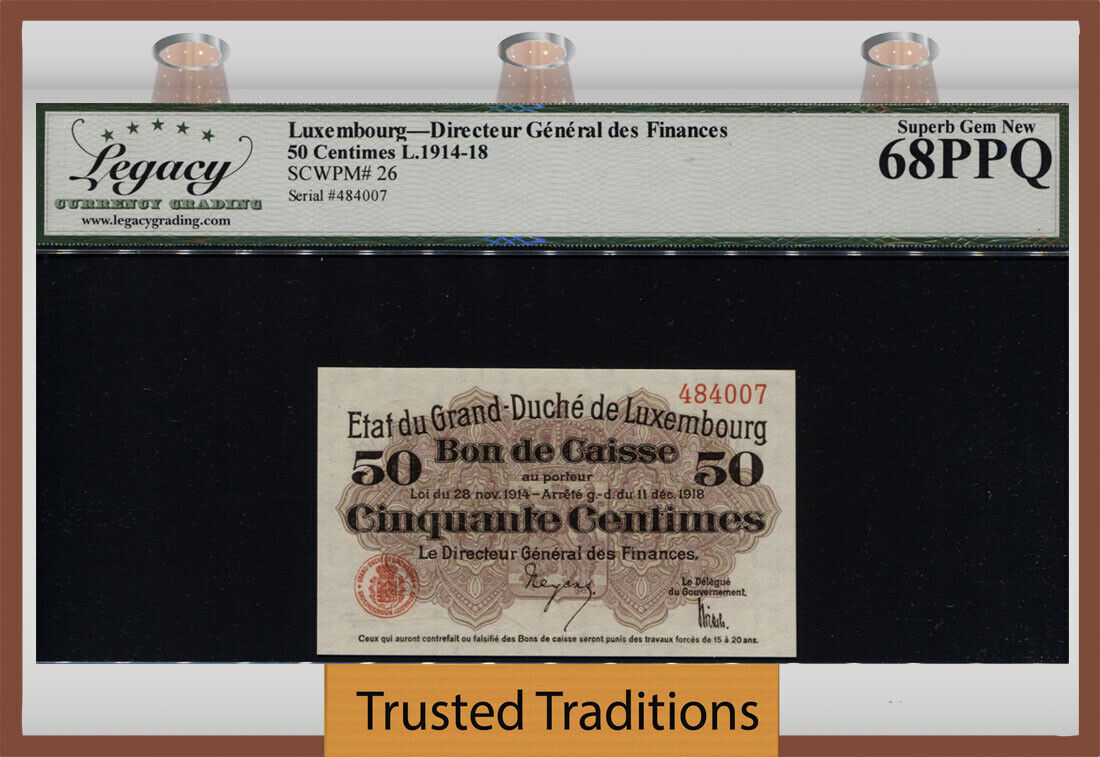 Legacy
CURRENCY GRADING
www.legacygrading.com
Luxembourg—Directeur Général des Finances
50 Centimes L.1914-18
SCWPM# 26
Serial #484007
Superb Gem New
68PPQ
484007
Etat du Grand-Duché de Luxembourg
50 Bon de Caisse 50
au porteur
Loi du 28 nov. 1914 – Arrêté g.-d. du 11 déc. 1918
Cinquante Centimes
Le Directeur Général des Finances,
Le Délégué
du Gouvernement,
Ceux qui auront contrefait ou falsifié des Bons de caisse seront punis des travaux forcés de 15 à 20 ans.
Trusted Traditions